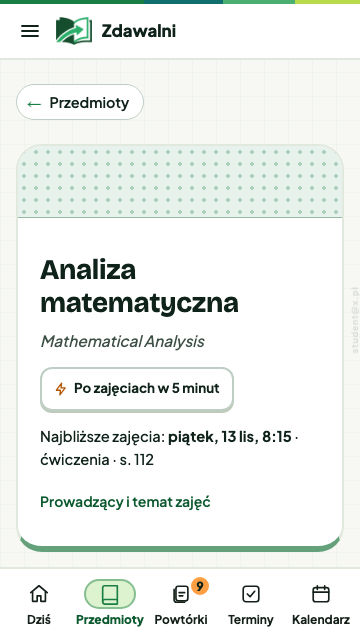 Zdawalni
← Przedmioty
Analiza
matematyczna
Mathematical Analysis
Po zajęciach w 5 minut
Najbliższe zajęcia: piątek, 13 lis, 8:15 ·
ćwiczenia · s. 112
Prowadzący i temat zajęć
student@x.pl
9
Dziś Przedmioty Powtórki Terminy Kalendarz